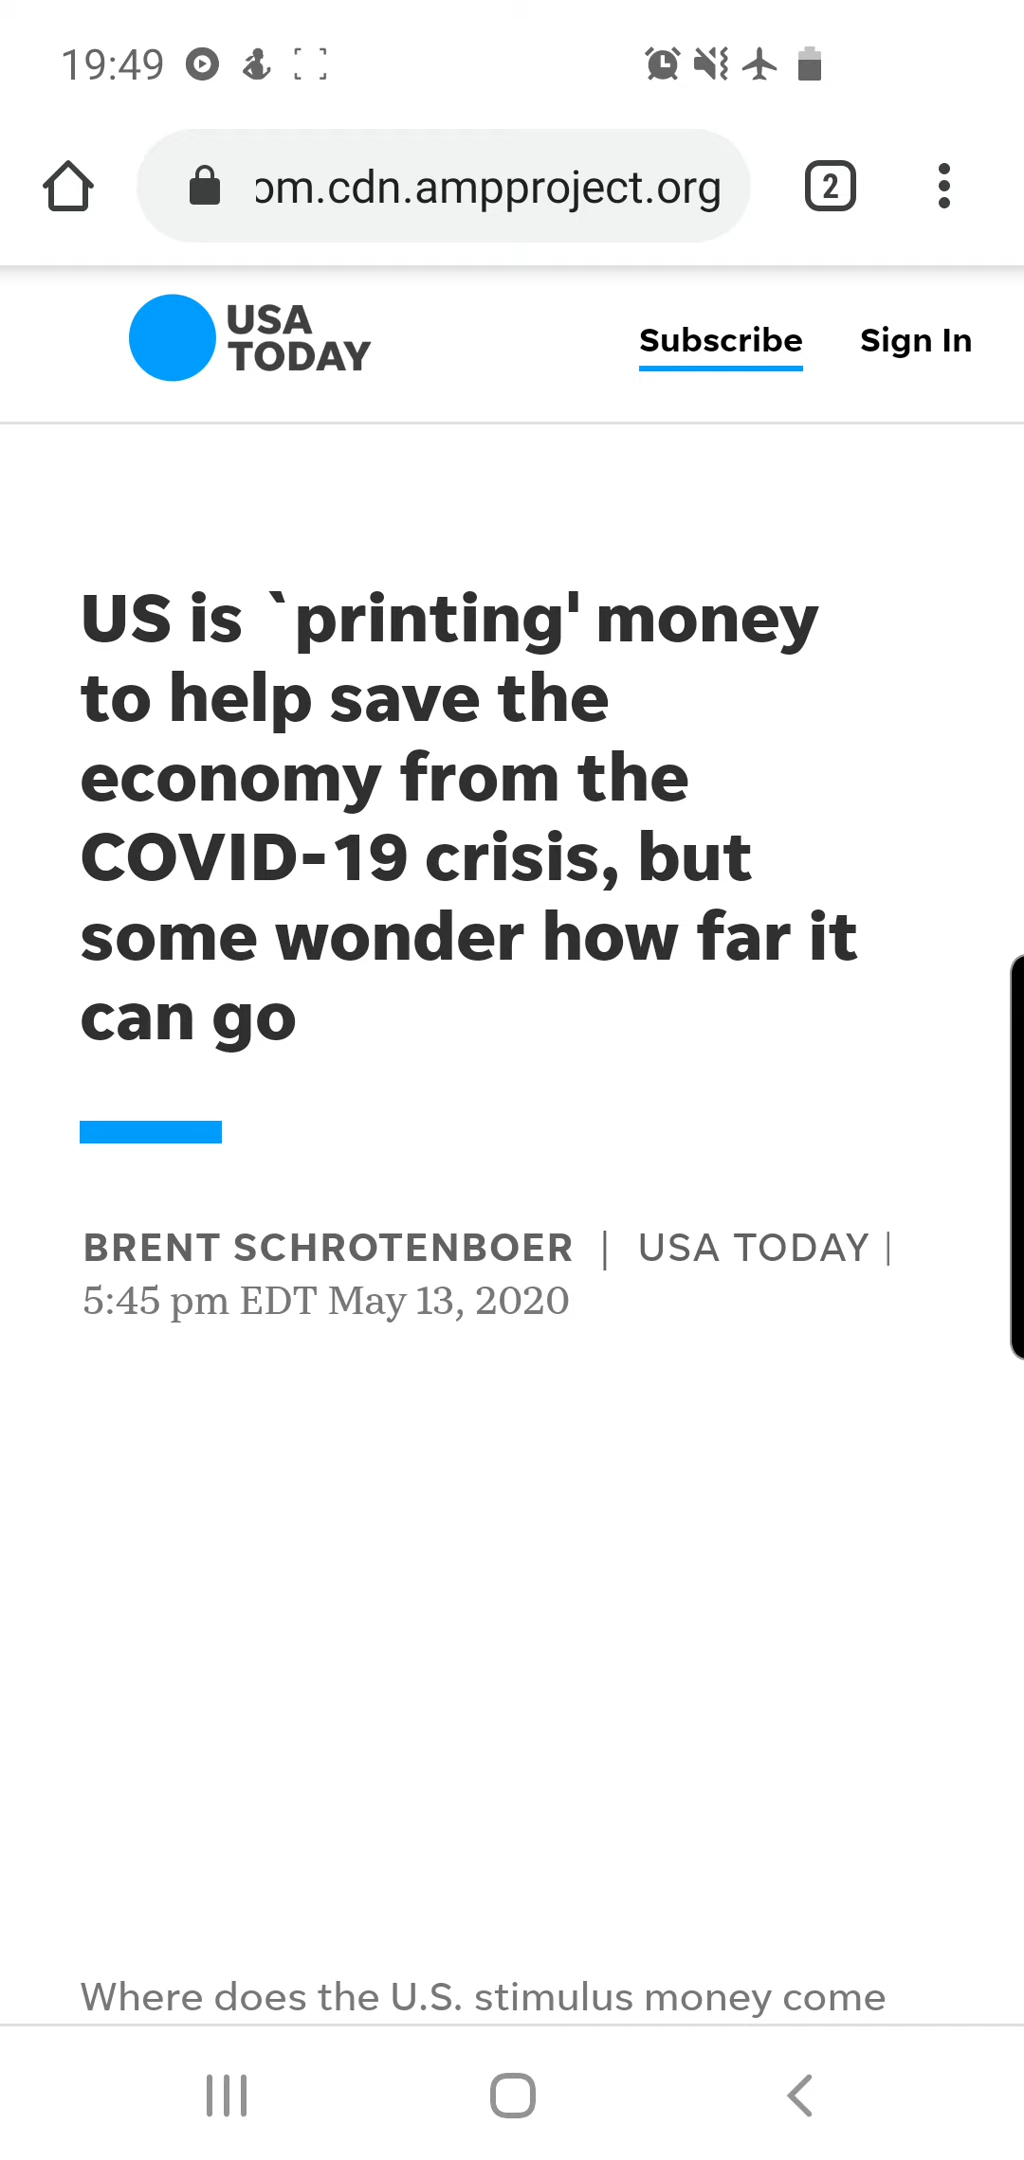 19:49
om.cdn.ampproject.org
2
USA
TODAY
Subscribe
Sign In
US is `printing' money
to help save the
economy from the
COVID-19 crisis, but
some wonder how far it
can go
BRENT SCHROTENBOER | USA TODAY |
5:45 pm EDT May 13, 2020
Where does the U.S. stimulus money come